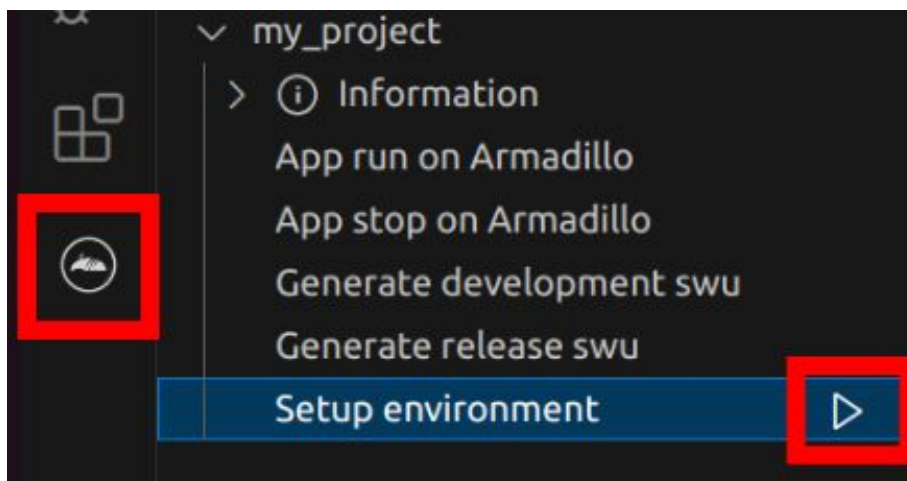 my_project
Information
App run on Armadillo
App stop on Armadillo
Generate development swu
Generate release swu
Setup environment